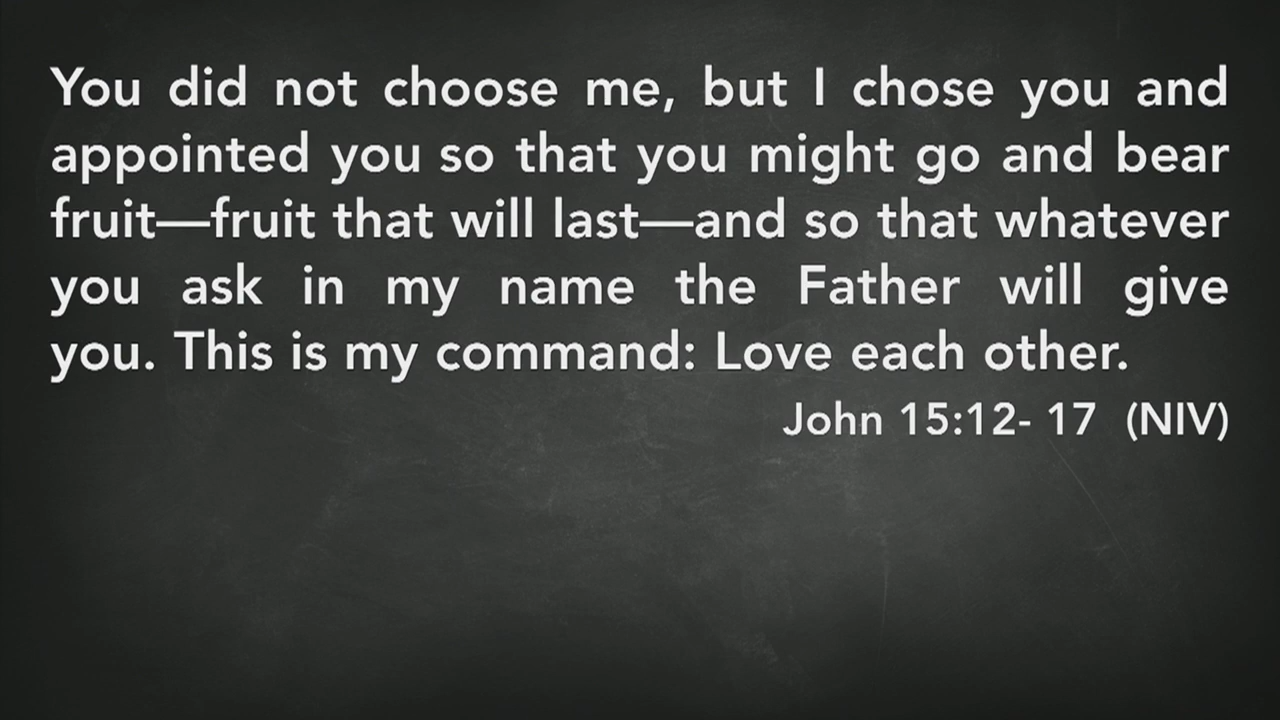 You did not choose me, but I chose you and
appointed you so that you might go and bear
fruit—fruit that will last—and so that whatever
you ask in my name the Father will give
you. This is my command: Love each other.
John 15:12- 17 (NIV)